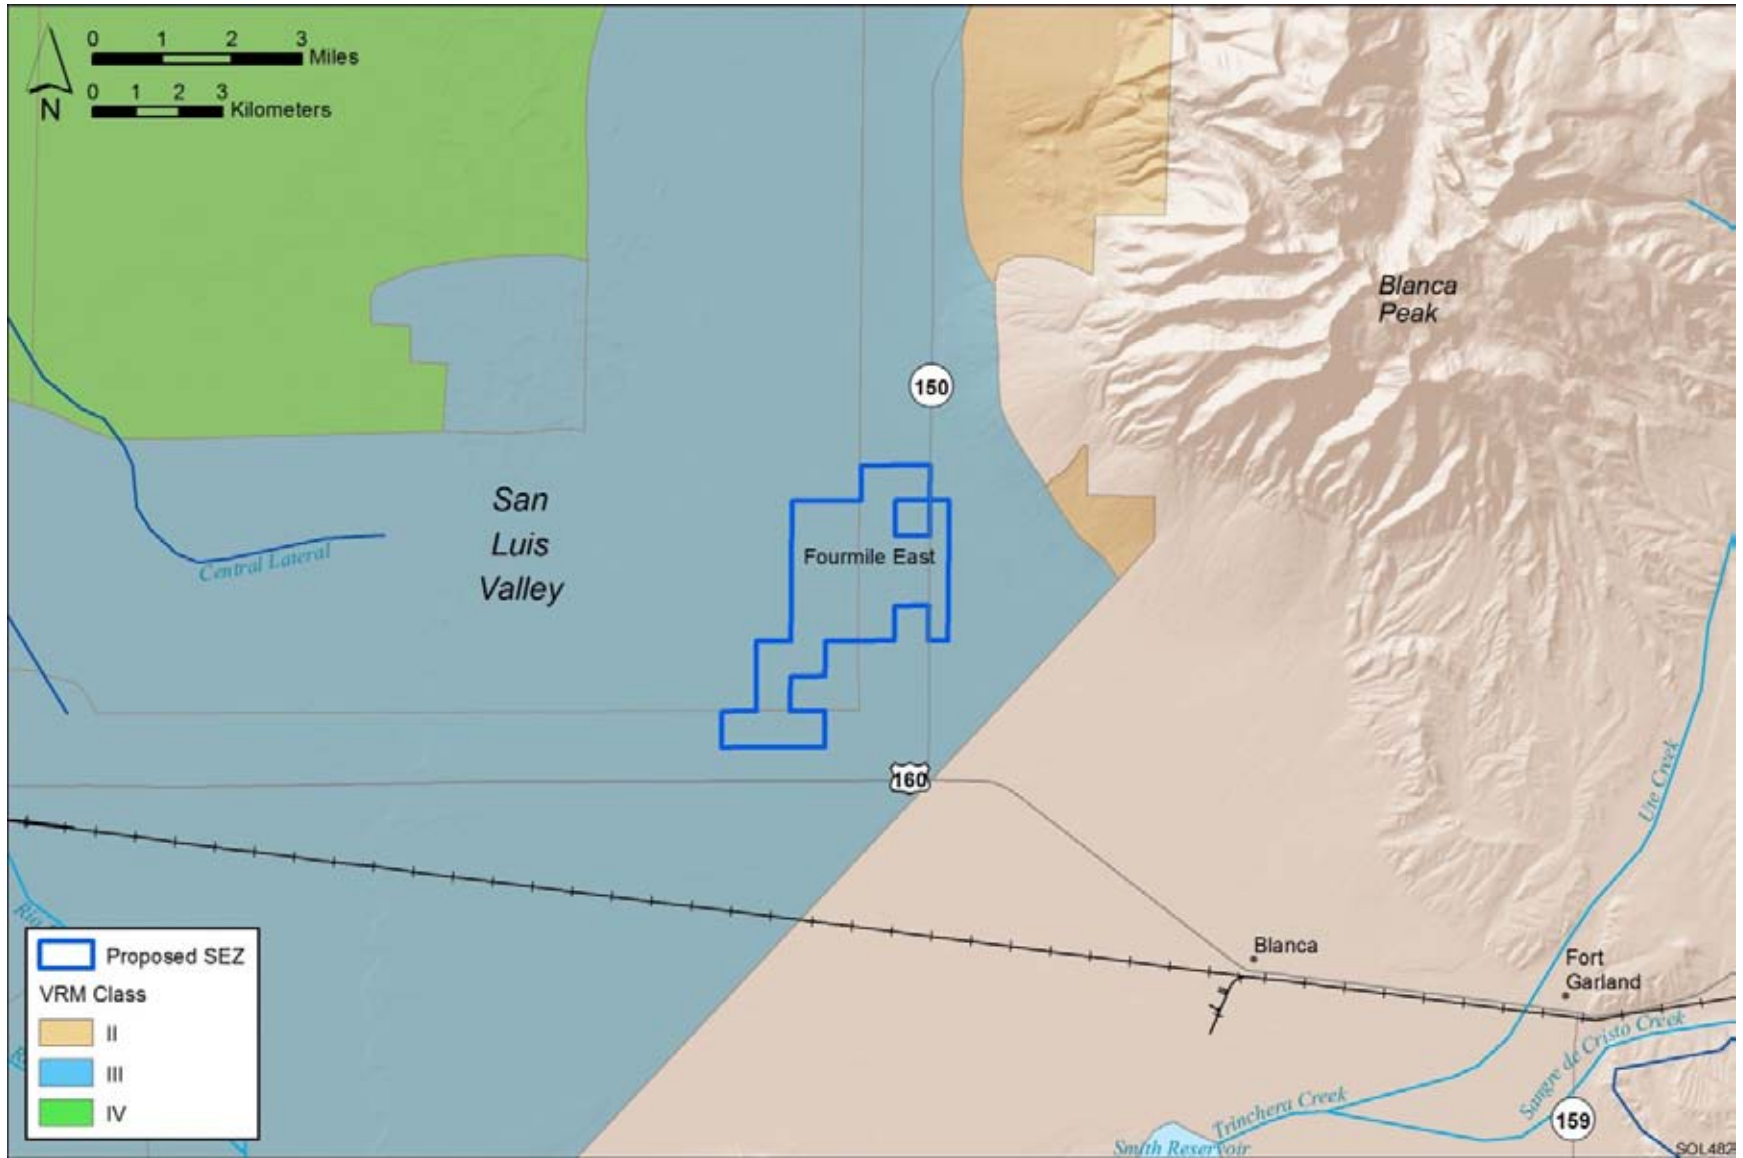 0 1 2 3
Miles
0 1 2 3
Kilometers
N
Blanca
Peak
150
San
Luis
Valley
Fourmile East
Central Lateral
160
Ute Creek
Blanca
Fort
Garland
Sangre de Cristo Creek
Trinchera Creek
159
Smith Reservoir
Proposed SEZ
VRM Class
II
III
IV